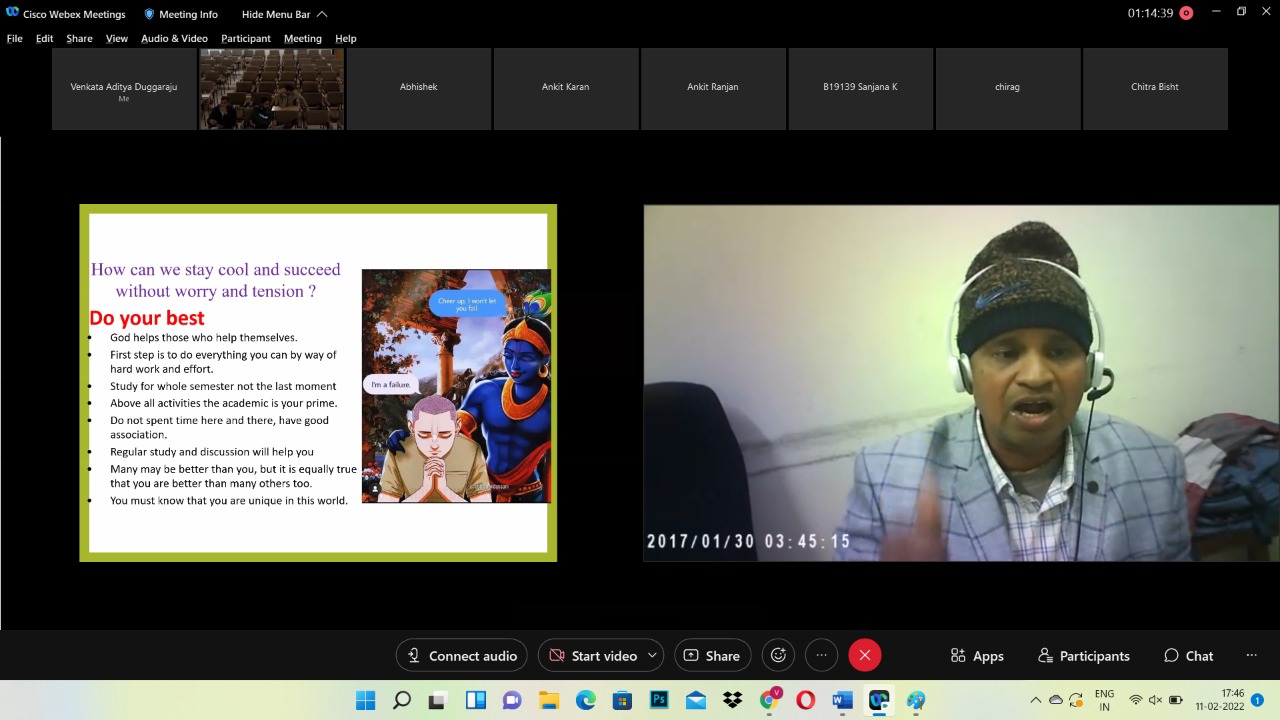 Cisco Webex Meetings
Meeting Info
Hide Menu Bar
01:14:39
File Edit Share View Audio & Video Participant Meeting Help
Venkata Aditya Duggaraju
Me
Abhishek
Ankit Karan
Ankit Ranjan
B19139 Sanjana K
chirag
Chitra Bisht
How can we stay cool and succeed
without worry and tension ?
Do your best
• God helps those who help themselves.
• First step is to do everything you can by way of
hard work and effort.
• Study for whole semester not the last moment
• Above all activities the academic is your prime.
• Do not spent time here and there, have good
association.
• Regular study and discussion will help you
• Many may be better than you, but it is equally true
that you are better than many others too.
• You must know that you are unique in this world.
Cheer up, I won't let
you fail
I'm a failure.
2017/01/30 03:45:15
Connect audio
Start video
Share
Apps
Participants
Chat
Ps
V
W
ENG
IN
17:46
11-02-2022
1